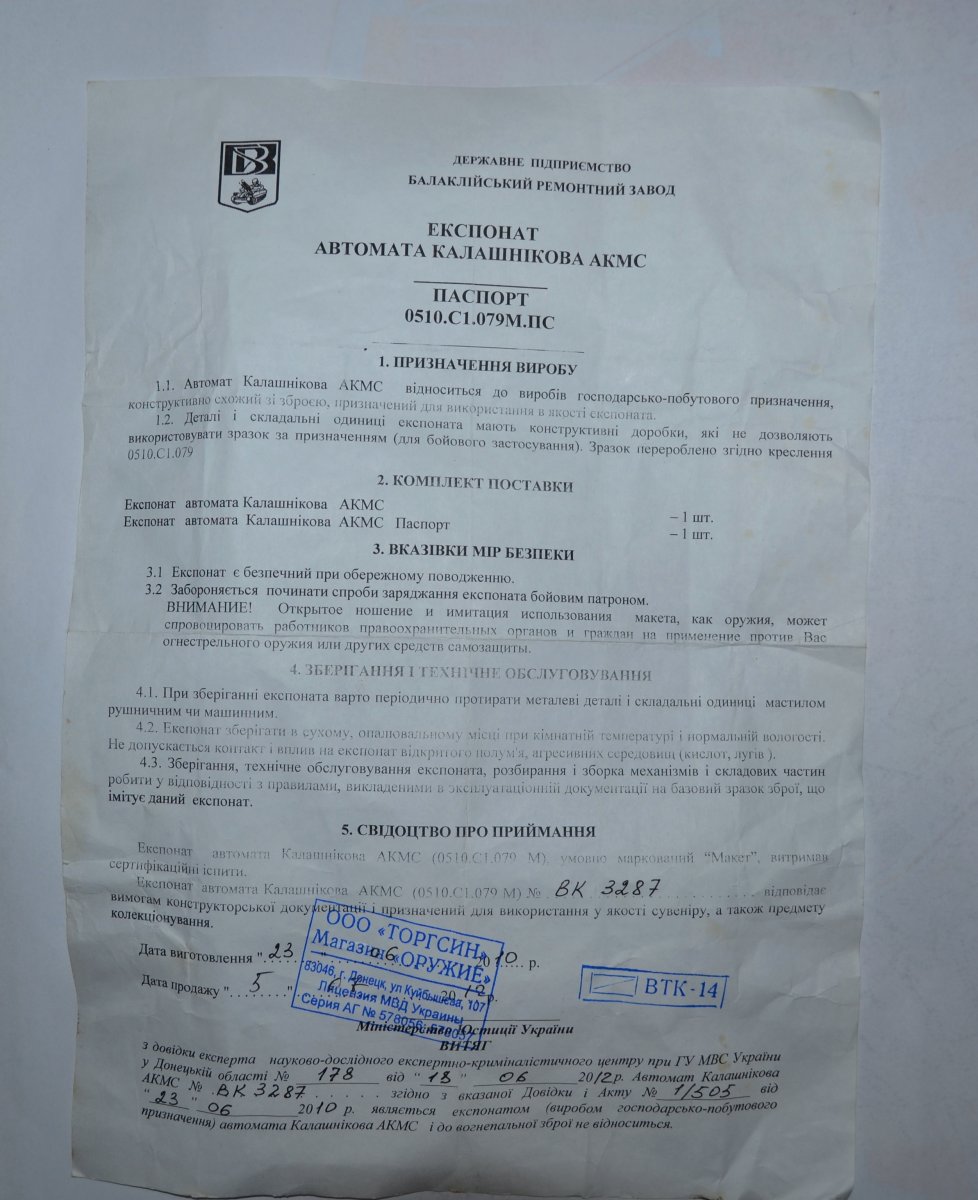 ДЕРЖАВНЕ ПІДПРИЄМСТВО
БАЛАКЛІЙСЬКИЙ РЕМОНТНИЙ ЗАВОД
ЕКСПОНАТ
АВТОМАТА КАЛАШНІКОВА АКМС
ПАСПОРТ
0510.С1.079М.ПС
1. ПРИЗНАЧЕННЯ ВИРОБУ
1.1. Автомат Калашнікова АКМС відноситься до виробів господарсько-побутового призначення,
конструктивно схожий зі зброєю, призначений для використання в якості експоната.
1.2. Деталі і складальні одиниці експоната мають конструктивні доробки, які не дозволяють
використовувати зразок за призначенням (для бойового застосування). Зразок перероблено згідно креслення
0510.С1.079
2. КОМПЛЕКТ ПОСТАВКИ
Експонат автомата Калашнікова АКМС – 1 шт.
Експонат автомата Калашнікова АКМС Паспорт – 1 шт.
3. ВКАЗІВКИ МІР БЕЗПЕКИ
3.1 Експонат є безпечний при обережному поводженню.
3.2 Забороняється починати спроби заряджання експоната бойовим патроном.
ВНИМАНИЕ! Открытое ношение и имитация использования макета, как оружия, может
спровоцировать работников правоохранительных органов и граждан на применение против Вас
огнестрельного оружия или других средств самозащиты.
4. ЗБЕРІГАННЯ І ТЕХНІЧНЕ ОБСЛУГОВУВАННЯ
4.1. При зберіганні експоната варто періодично протирати металеві деталі і складальні одиниці мастилом
рушничним чи машинним.
4.2. Експонат зберігати в сухому, опалювальному місці при кімнатній температурі і нормальній вологості.
Не допускається контакт і вплив на експонат відкритого полум'я, агресивних середовищ (кислот, лугів ).
4.3. Зберігання, технічне обслуговування експоната, розбирання і зборка механізмів і складових частин
робити у відповідності з правилами, викладеними в эксплуатаційній документації на базовий зразок зброї, що
імітує даний експонат.
5. СВІДОЦТВО ПРО ПРИЙМАННЯ
Експонат автомата Калашнікова АКМС (0510.С1.079 М), умовно маркований “Макет”, витримав
сертифікаційні іспити.
Експонат автомата Калашнікова АКМС (0510.С1.079 М) № ВК 3287 відповідає
вимогам конструкторської документації і призначений для використання у якості сувеніру, а також предмету
колекціонування.
Дата виготовлення "23" 06 2010 р.
Дата продажу "5" 2012 р.
ООО «ТОРГСИН»
Магазин «ОРУЖИЕ»
83046, г. Донецк, ул Куйбышева, 107
Лицензия МВД Украины
Серия АГ № 578056,
ВТК-14
Міністерство Юстиції України
ВИТЯГ
з довідки експерта науково-дослідного експертно-криміналістичного центру при ГУ МВС України
у Донецькій області № 178 від "18" 06 2012р. Автомат Калашнікова
АКМС № ВК 3287 згідно з вказаної Довідки і Акту № 1/505 від
"23" 06 2010 р. являється експонатом (виробом господарсько-побутового
призначення) автомата Калашнікова АКМС і до вогнепальної зброї не відноситься.